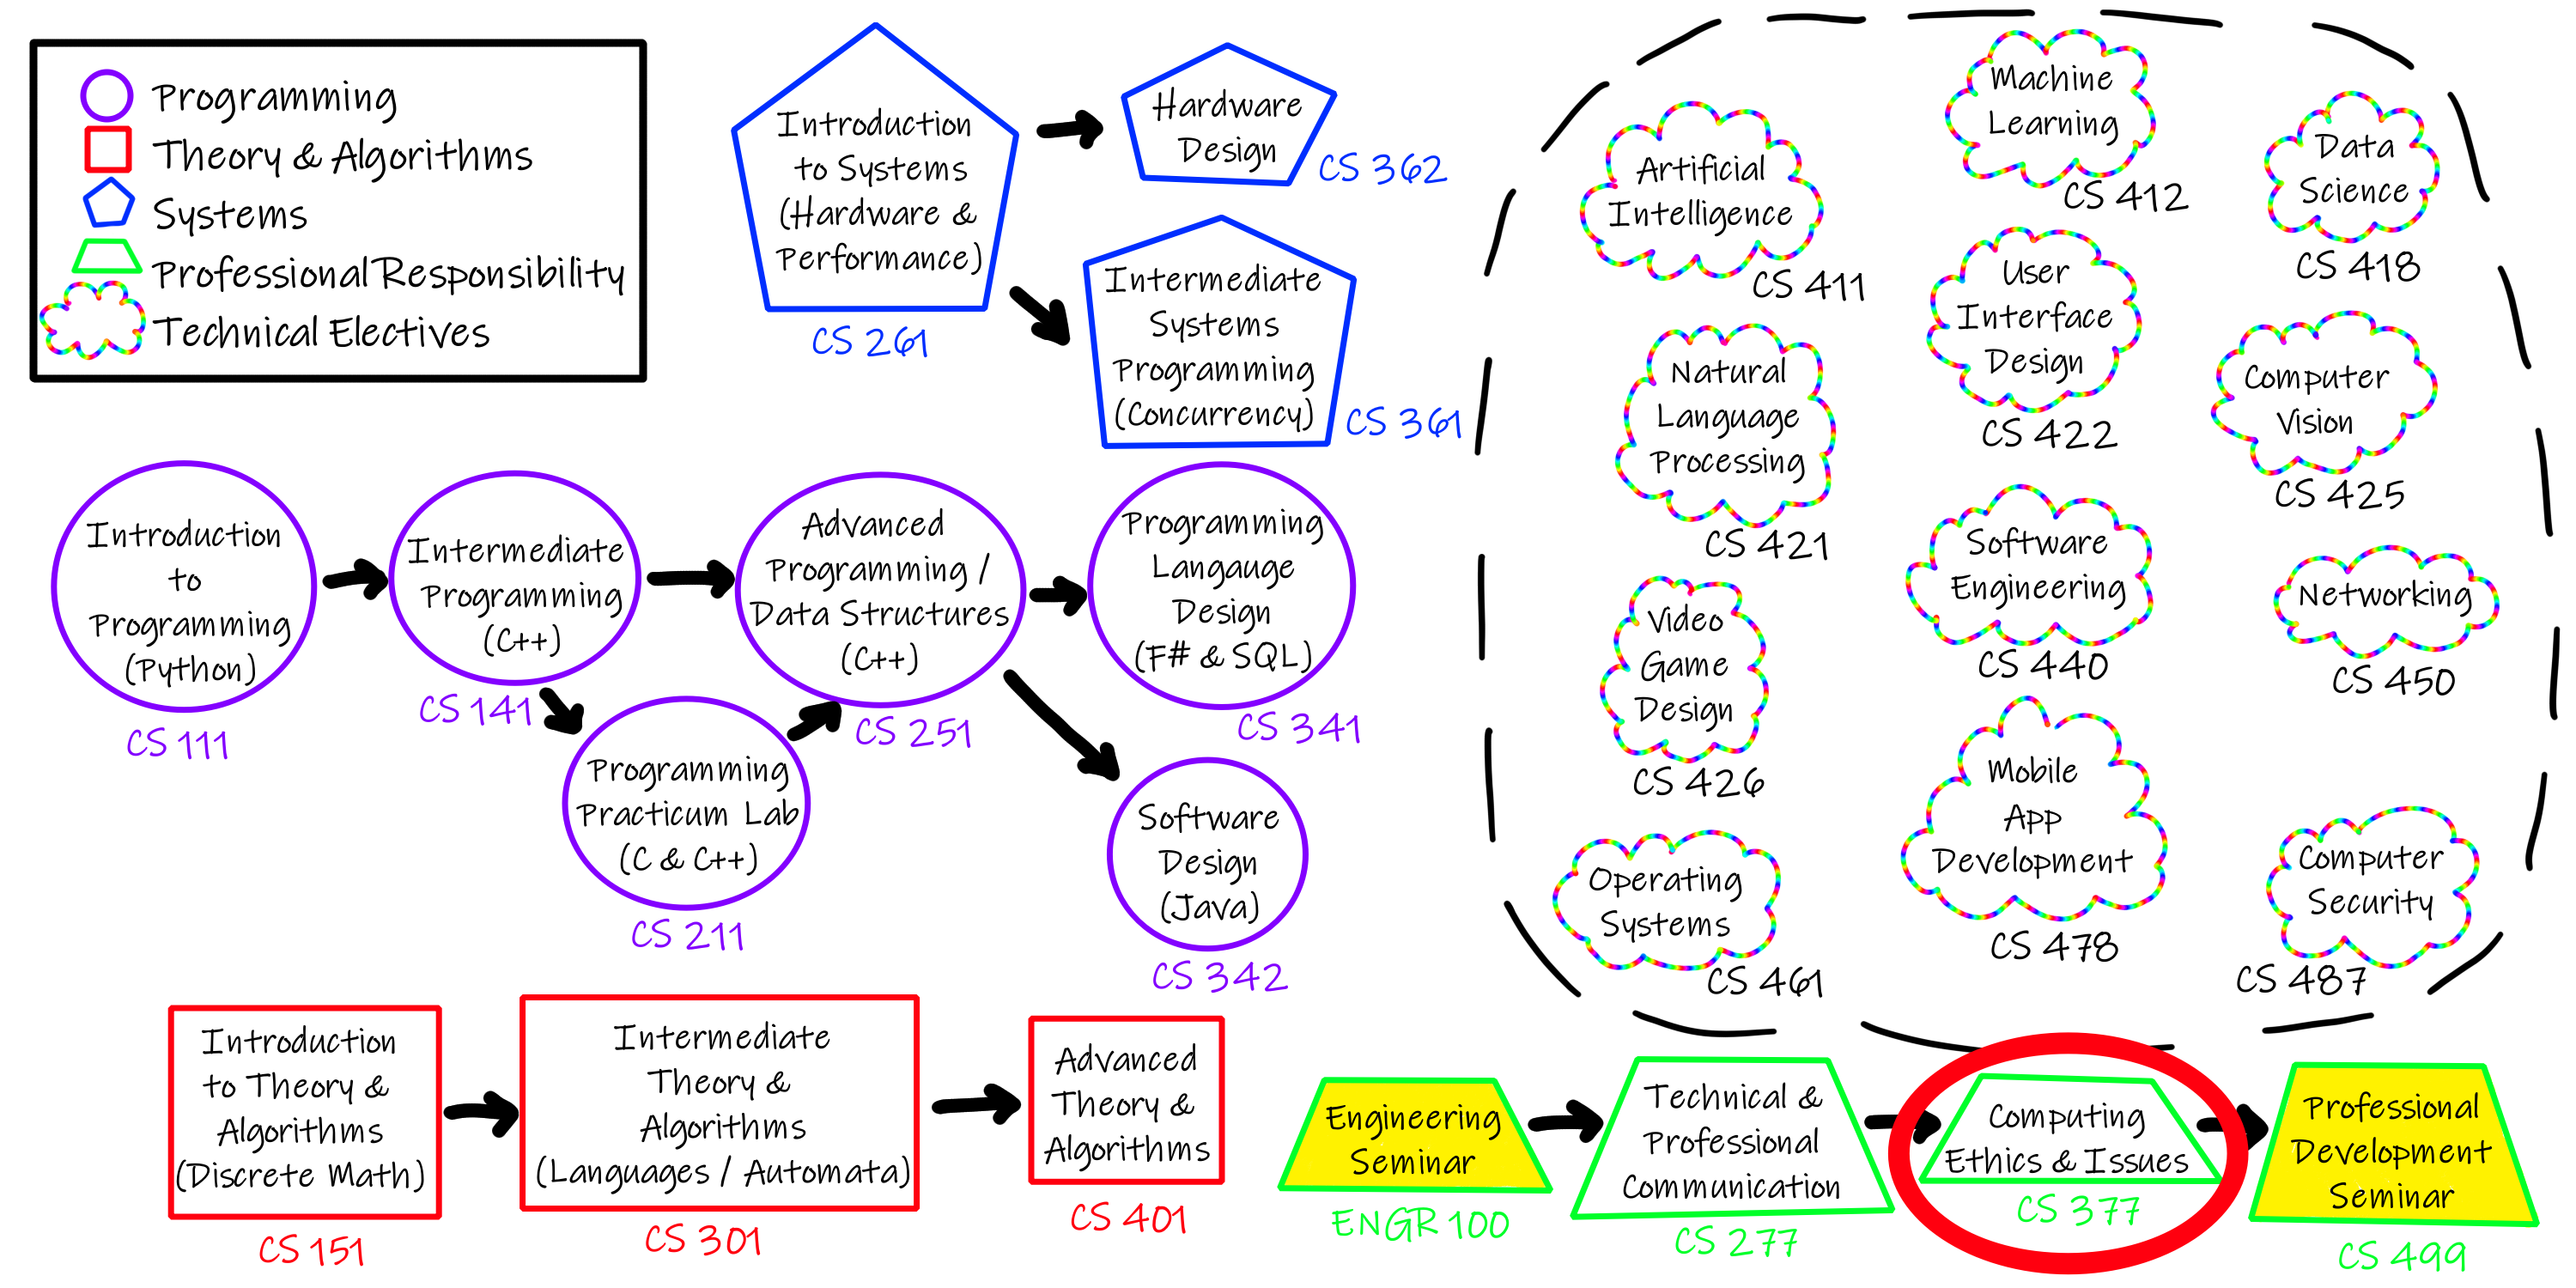 Programming
Theory & Algorithms
Systems
Professional Responsibility
Technical Electives
Introduction
to Systems
(Hardware &
Performance)
CS 261
Hardware
Design
CS 362
Intermediate
Systems
Programming
(Concurrency)
CS 361
Introduction
to
Programming
(Python)
CS 111
Intermediate
Programming
(C++)
CS 141
Programming
Practicum Lab
(C & C++)
CS 211
Advanced
Programming /
Data Structures
(C++)
CS 251
Programming
Langauge
Design
(F# & SQL)
CS 341
Software
Design
(Java)
CS 342
Introduction
to Theory &
Algorithms
(Discrete Math)
CS 151
Intermediate
Theory &
Algorithms
(Languages / Automata)
CS 301
Advanced
Theory &
Algorithms
CS 401
Artificial
Intelligence
CS 411
Machine
Learning
CS 412
Data
Science
CS 418
Natural
Language
Processing
CS 421
User
Interface
Design
CS 422
Computer
Vision
CS 425
Video
Game
Design
CS 426
Software
Engineering
CS 440
Networking
CS 450
Operating
Systems
CS 461
Mobile
App
Development
CS 478
Computer
Security
CS 487
Engineering
Seminar
ENGR 100
Technical &
Professional
Communication
CS 277
Computing
Ethics & Issues
CS 377
Professional
Development
Seminar
CS 499